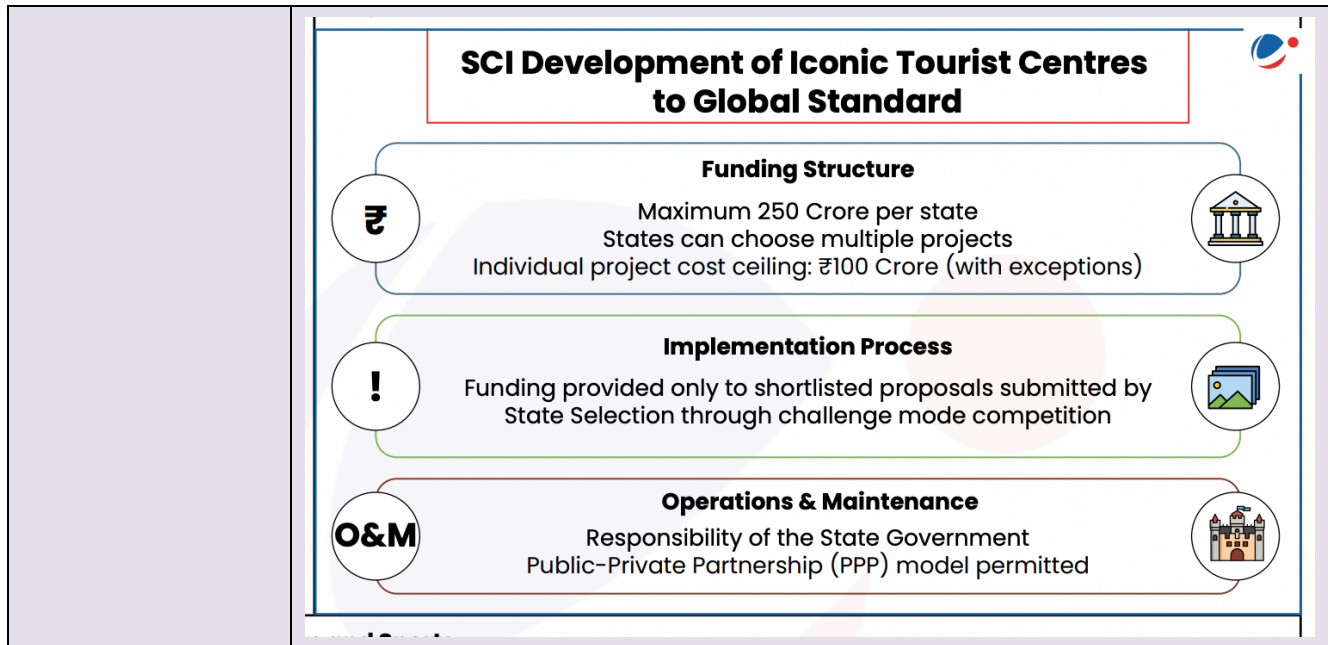 SCI Development of Iconic Tourist Centres
to Global Standard
Funding Structure
₹
Maximum 250 Crore per state
States can choose multiple projects
Individual project cost ceiling: ₹100 Crore (with exceptions)
Implementation Process
!
Funding provided only to shortlisted proposals submitted by
State Selection through challenge mode competition
Operations & Maintenance
O&M
Responsibility of the State Government
Public-Private Partnership (PPP) model permitted